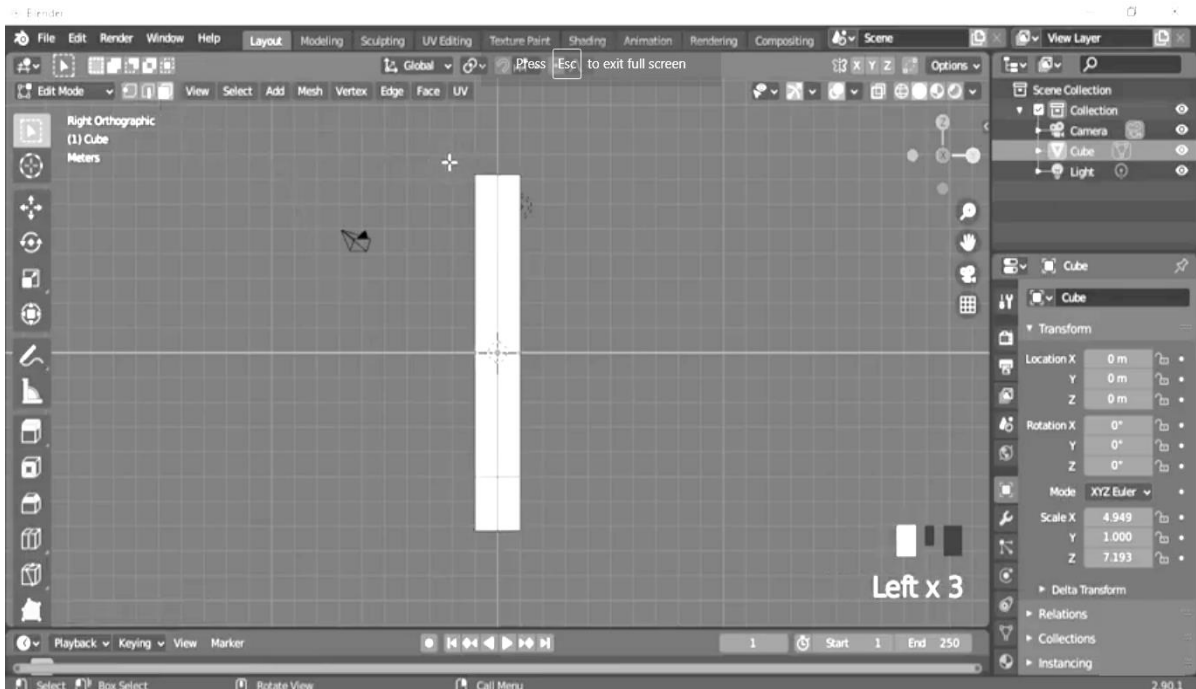 Blender
File Edit Render Window Help Layout Modeling Sculpting UV Editing Texture Paint Shading Animation Rendering Compositing Scene View Layer
Global Press Esc to exit full screen X Y Z Options
Edit Mode View Select Add Mesh Vertex Edge Face UV
Right Orthographic
(1) Cube
Meters
Z
X
Left x 3
Scene Collection
Collection
Camera
Cube
Light
Cube
Cube
Transform
Location X 0 m
Y 0 m
Z 0 m
Rotation X 0°
Y 0°
Z 0°
Mode XYZ Euler
Scale X 4.949
Y 1.000
Z 7.193
Delta Transform
Relations
Collections
Instancing
Playback Keying View Marker 1 Start 1 End 250
Select Box Select Rotate View Call Menu 2.90.1